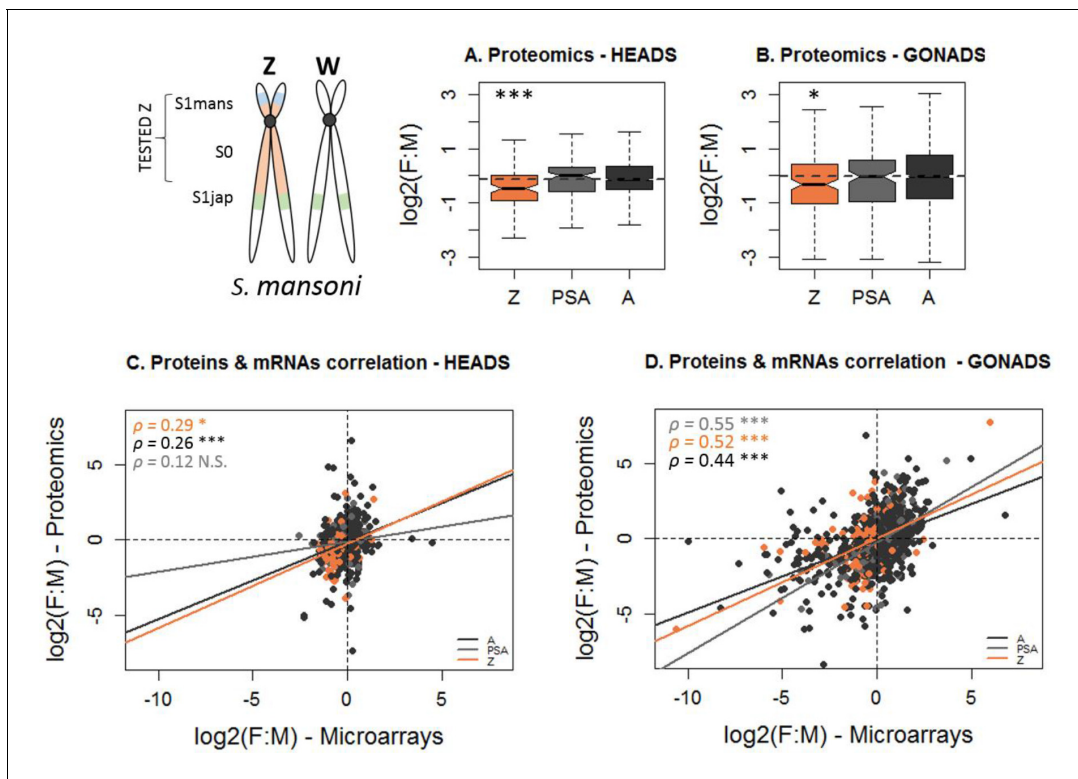 Z W
TESTED Z
S1mans
S0
S1jap
S. mansoni
A. Proteomics - HEADS
log2(F:M)
3
1
-1
-3
***
Z PSA A
B. Proteomics - GONADS
log2(F:M)
3
1
-1
-3
*
Z PSA A
C. Proteins & mRNAs correlation - HEADS
ρ = 0.29 *
ρ = 0.26 ***
ρ = 0.12 N.S.
log2(F:M) - Proteomics
5
0
-5
A
PSA
Z
-10 -5 0 5
log2(F:M) - Microarrays
D. Proteins & mRNAs correlation - GONADS
ρ = 0.55 ***
ρ = 0.52 ***
ρ = 0.44 ***
log2(F:M) - Proteomics
5
0
-5
A
PSA
Z
-10 -5 0 5
log2(F:M) - Microarrays